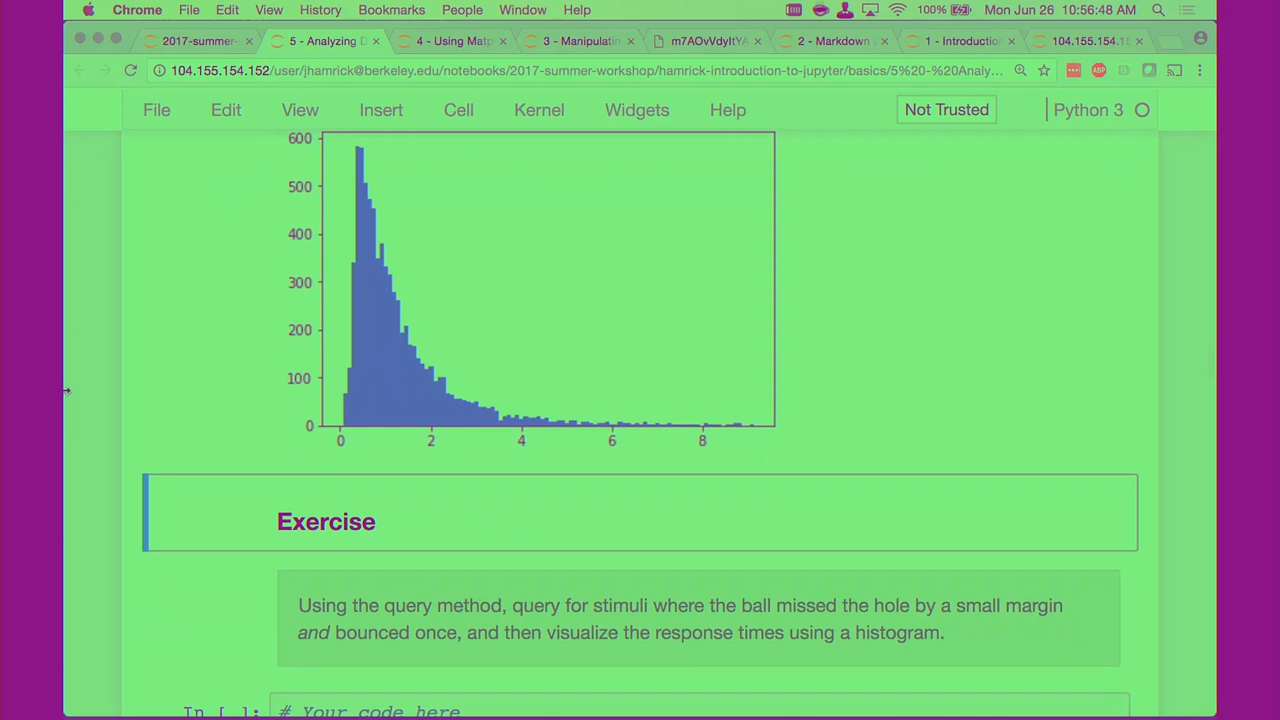 Chrome File Edit View History Bookmarks People Window Help 100% Mon Jun 26 10:56:48 AM
2017-summer- 5 - Analyzing D 4 - Using Matp 3 - Manipulatin m7AOvVdyItYA 2 - Markdown 1 - Introduction 104.155.154.15
104.155.154.152/user/jhamrick@berkeley.edu/notebooks/2017-summer-workshop/hamrick-introduction-to-jupyter/basics/5%20-%20Analy... ABP
File Edit View Insert Cell Kernel Widgets Help Not Trusted Python 3
600
500
400
300
200
100
0
0 2 4 6 8
Exercise
Using the query method, query for stimuli where the ball missed the hole by a small margin
and bounced once, and then visualize the response times using a histogram.
In [ ]: # Your code here